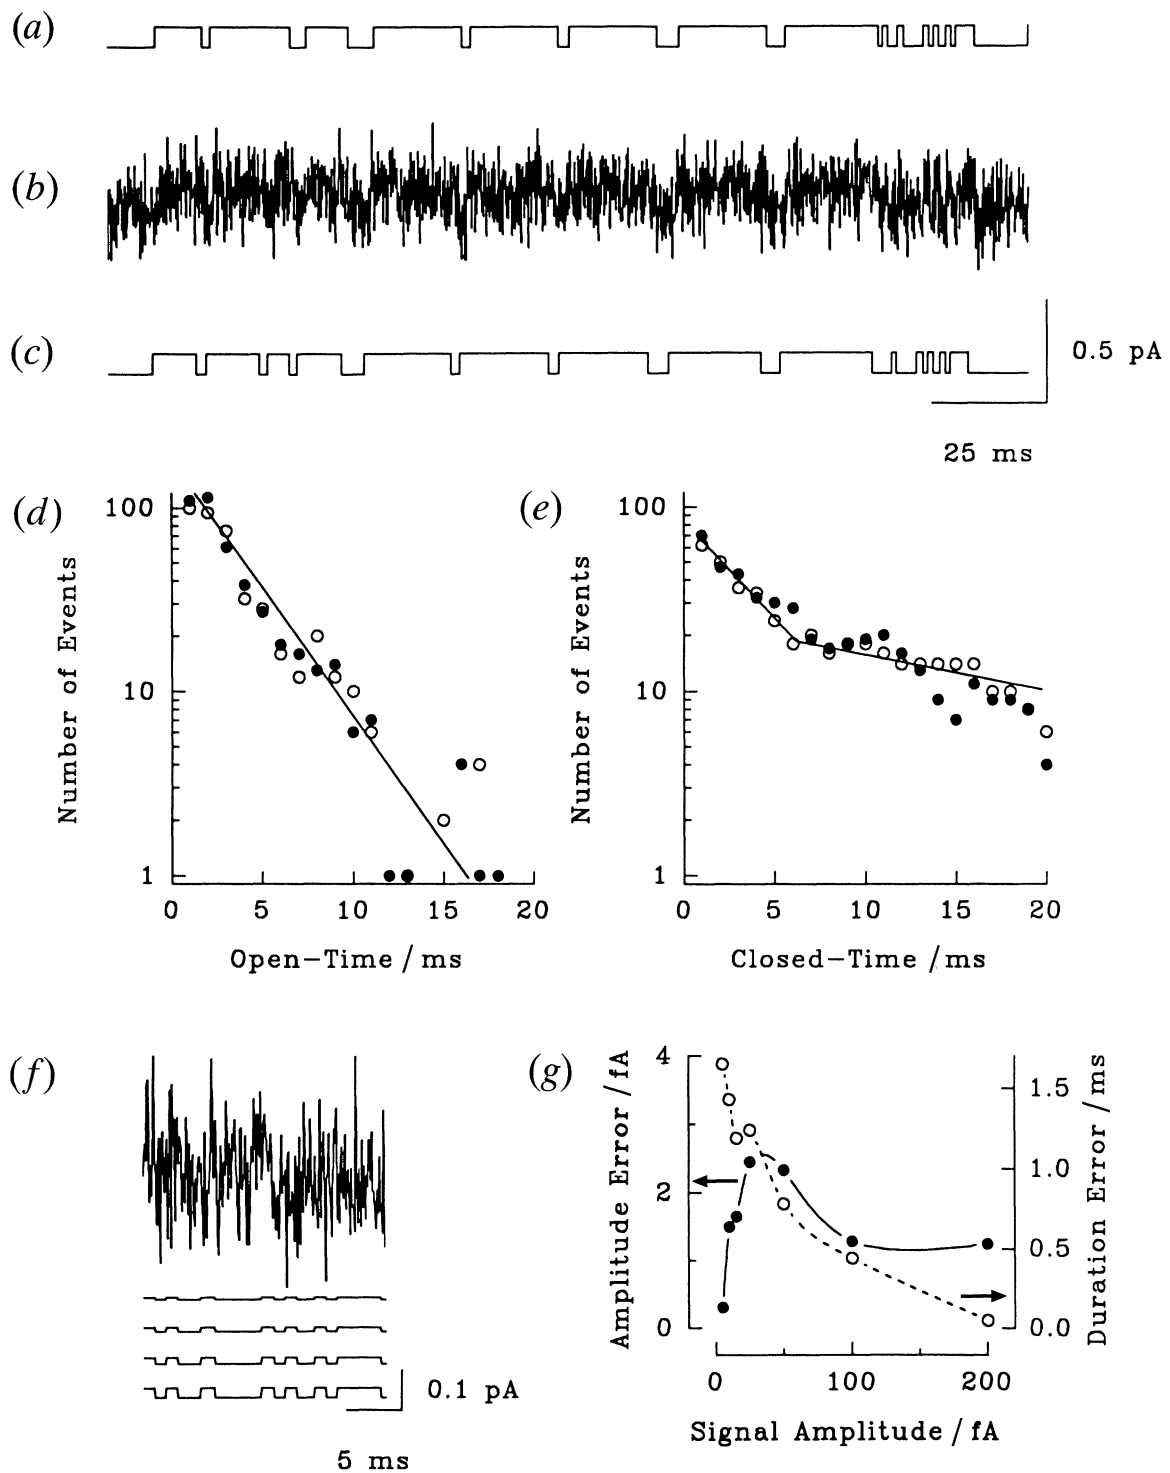 (a)
(b)
(c)
0.5 pA
25 ms
(d)
100
10
1
Number of Events
0
5
10
15
20
Open-Time / ms
(e)
100
10
1
Number of Events
0
5
10
15
20
Closed-Time / ms
(f)
0.1 pA
5 ms
(g)
4
2
0
Amplitude Error / fA
1.5
1.0
0.5
0.0
Duration Error / ms
0
100
200
Signal Amplitude / fA